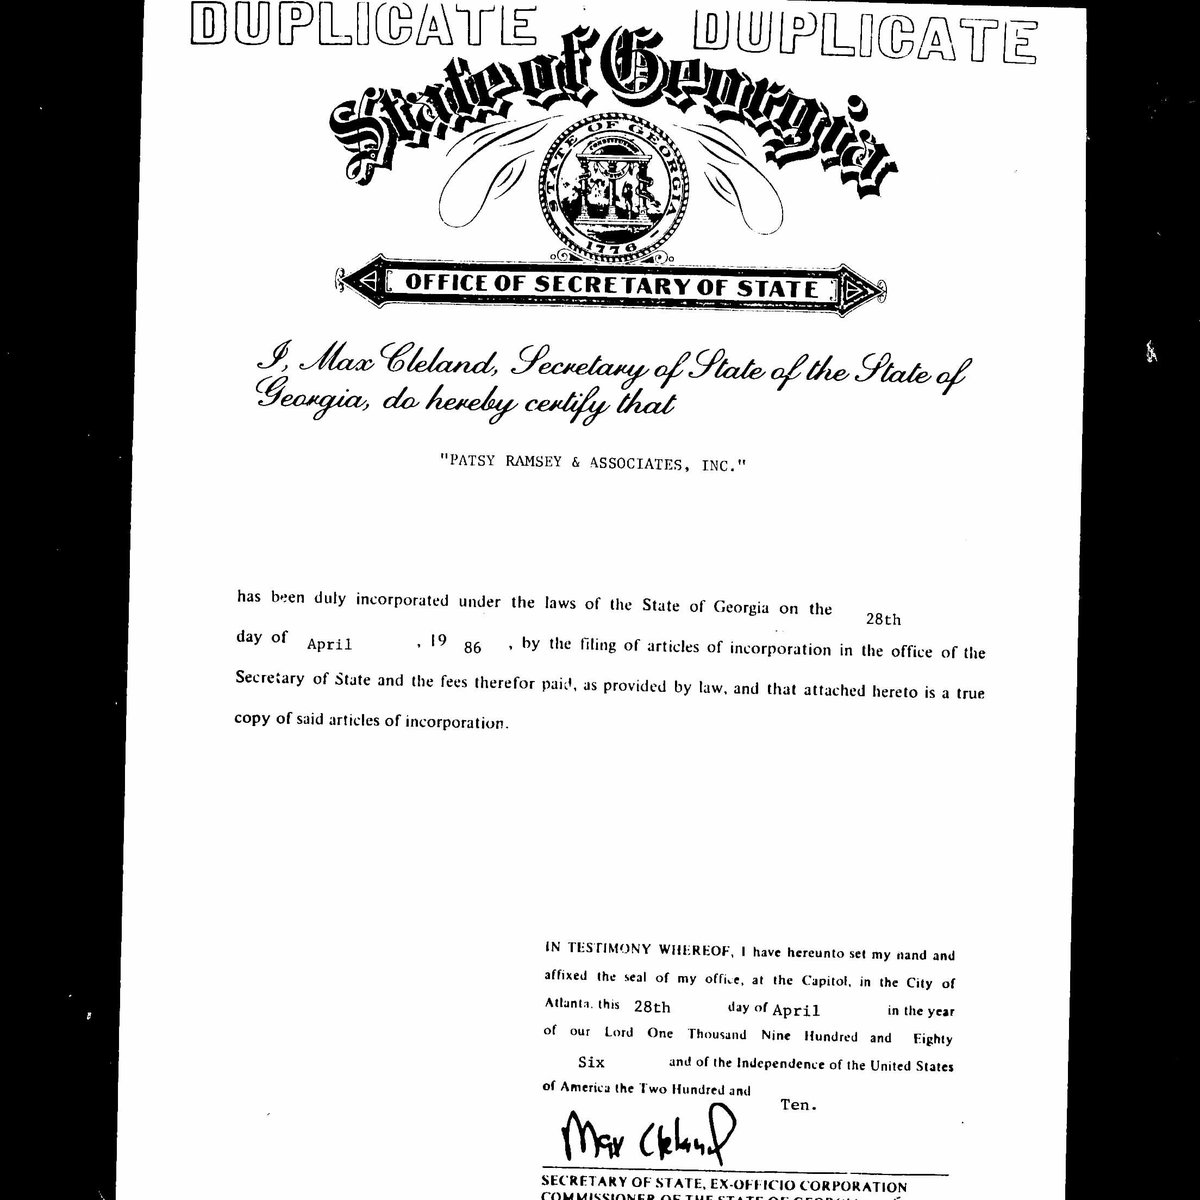 DUPLICATE DUPLICATE
State of Georgia
STATE OF GEORGIA
CONSTITUTION
1776
OFFICE OF SECRETARY OF STATE
I, Max Cleland, Secretary of State of the State of
Georgia, do hereby certify that
"PATSY RAMSEY & ASSOCIATES, INC."
has been duly incorporated under the laws of the State of Georgia on the 28th
day of April , 19 86 , by the filing of articles of incorporation in the office of the
Secretary of State and the fees therefor paid, as provided by law, and that attached hereto is a true
copy of said articles of incorporation.
IN TESTIMONY WHEREOF, I have hereunto set my hand and
affixed the seal of my office, at the Capitol, in the City of
Atlanta, this 28th day of April in the year
of our Lord One Thousand Nine Hundred and Eighty
Six and of the Independence of the United States
of America the Two Hundred and
Ten.
Max Cleland
SECRETARY OF STATE, EX-OFFICIO CORPORATION
COMMISSIONER OF THE STATE OF GEORGIA